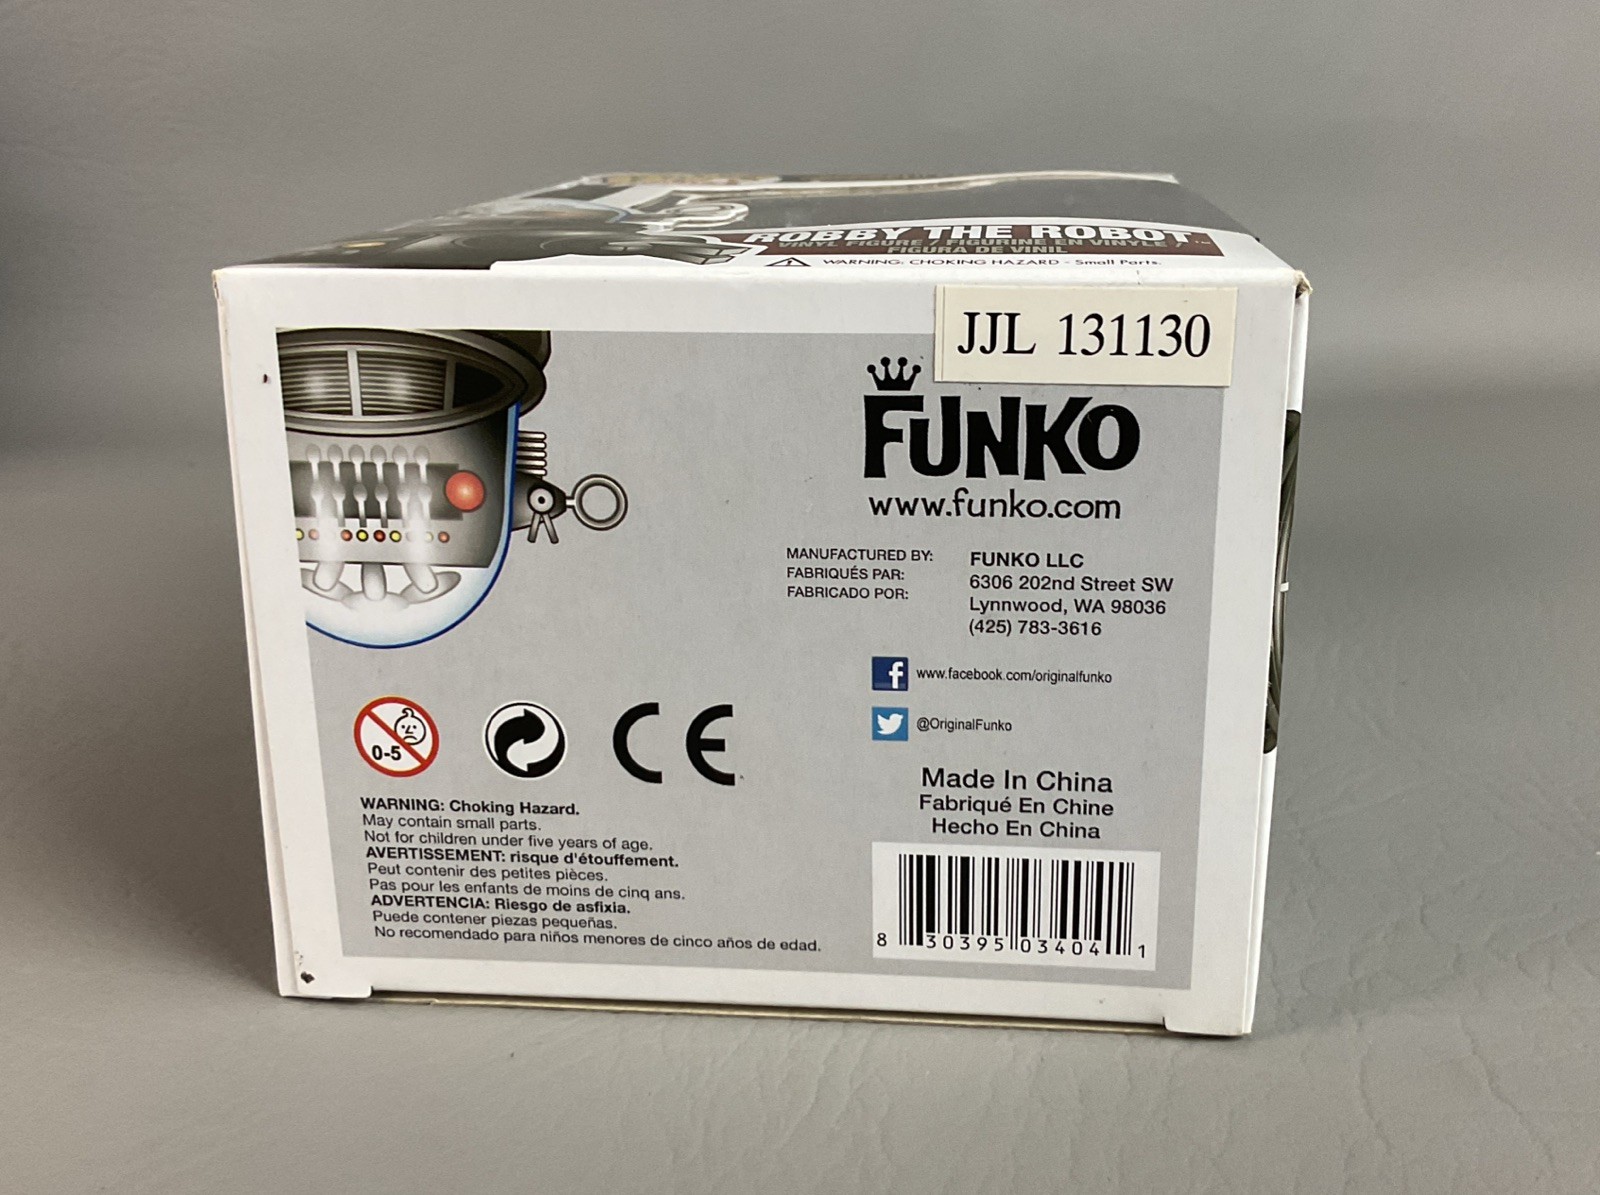 ROBBY THE ROBOT
VINYL FIGURE / FIGURINE EN VINYLE /
FIGURA DE VINIL
WARNING: CHOKING HAZARD - Small Parts.
JJL 131130
FUNKO
www.funko.com
MANUFACTURED BY:
FABRIQUÉS PAR:
FABRICADO POR:
FUNKO LLC
6306 202nd Street SW
Lynnwood, WA 98036
(425) 783-3616
f www.facebook.com/originalfunko
@OriginalFunko
0-5
CE
WARNING: Choking Hazard.
May contain small parts.
Not for children under five years of age.
AVERTISSEMENT: risque d'étouffement.
Peut contenir des petites pièces.
Pas pour les enfants de moins de cinq ans.
ADVERTENCIA: Riesgo de asfixia.
Puede contener piezas pequeñas.
No recomendado para niños menores de cinco años de edad.
Made In China
Fabriqué En Chine
Hecho En China
8 30395 03404 1